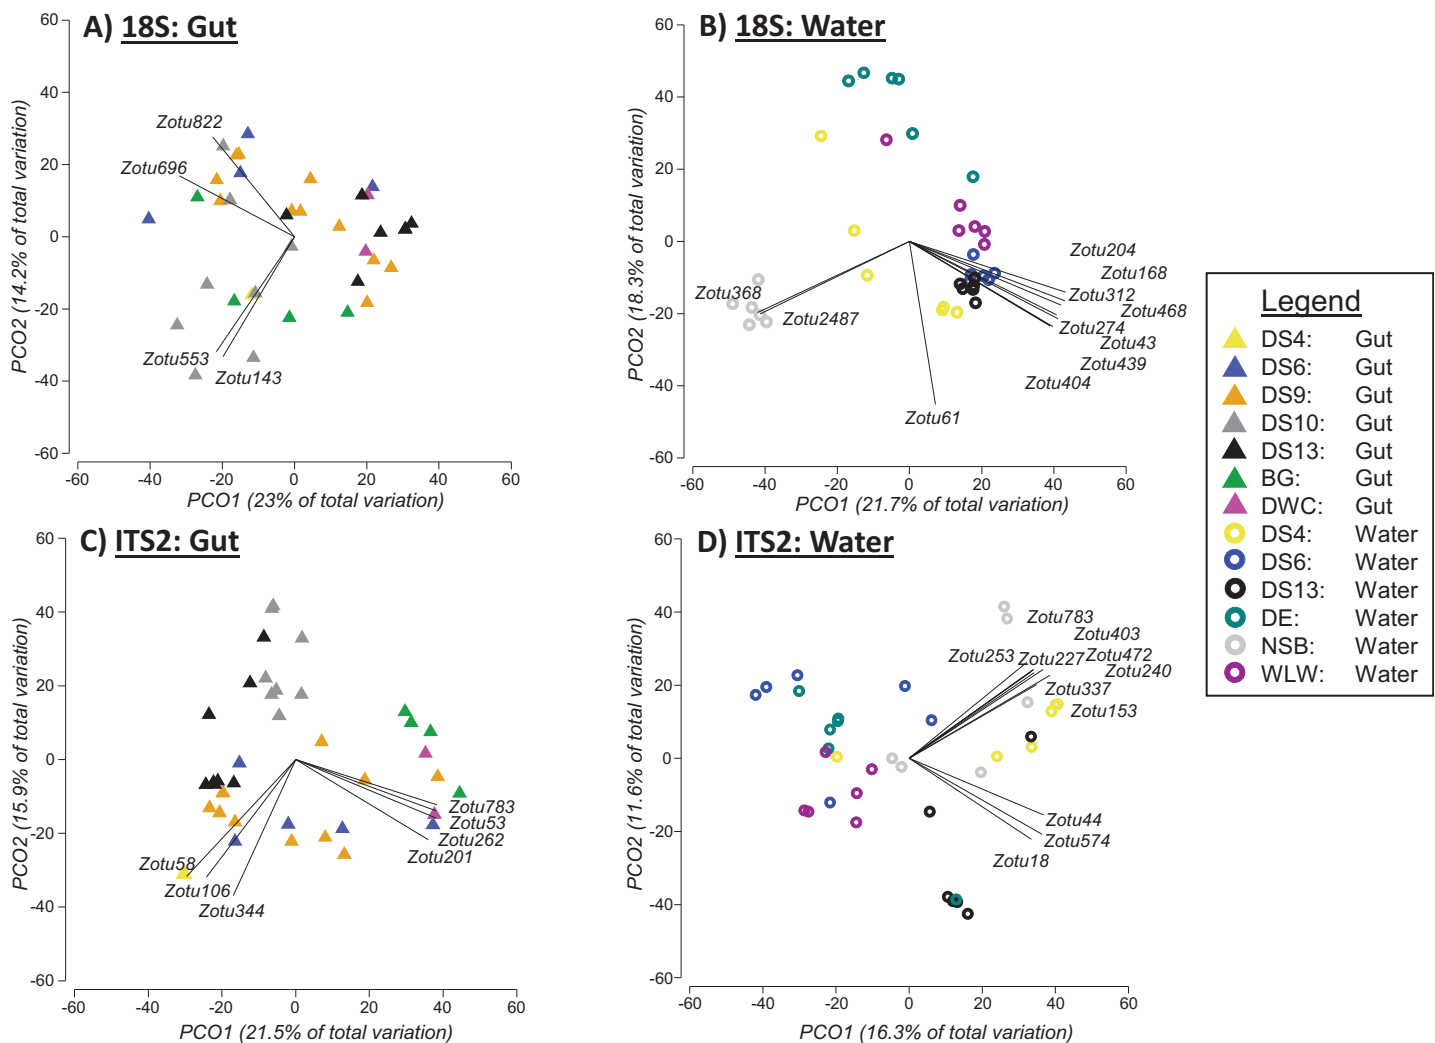 A) 18S: Gut
60
40
20
0
-20
-40
-60
PCO2 (14.2% of total variation)
Zotu822
Zotu696
Zotu553
Zotu143
-60 -40 -20 0 20 40 60
PCO1 (23% of total variation)
B) 18S: Water
60
40
20
0
-20
-40
-60
PCO2 (18.3% of total variation)
Zotu204
Zotu168
Zotu312
Zotu468
Zotu274
Zotu43
Zotu439
Zotu404
Zotu368
Zotu2487
Zotu61
-60 -40 -20 0 20 40 60
PCO1 (21.7% of total variation)
C) ITS2: Gut
60
40
20
0
-20
-40
-60
PCO2 (15.9% of total variation)
Zotu783
Zotu53
Zotu262
Zotu201
Zotu58
Zotu106
Zotu344
-60 -40 -20 0 20 40 60
PCO1 (21.5% of total variation)
D) ITS2: Water
60
40
20
0
-20
-40
-60
PCO2 (11.6% of total variation)
Zotu783
Zotu403
Zotu253 Zotu227 Zotu472
Zotu240
Zotu337
Zotu153
Zotu44
Zotu574
Zotu18
-60 -40 -20 0 20 40 60
PCO1 (16.3% of total variation)
Legend
DS4: Gut
DS6: Gut
DS9: Gut
DS10: Gut
DS13: Gut
BG: Gut
DWC: Gut
DS4: Water
DS6: Water
DS13: Water
DE: Water
NSB: Water
WLW: Water